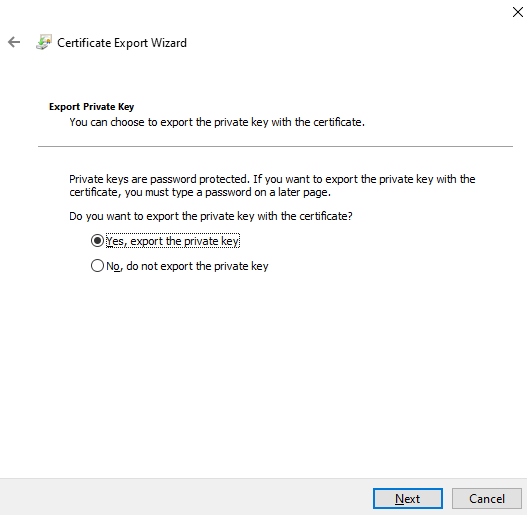 Certificate Export Wizard
Export Private Key
You can choose to export the private key with the certificate.
Private keys are password protected. If you want to export the private key with the
certificate, you must type a password on a later page.
Do you want to export the private key with the certificate?
Yes, export the private key
No, do not export the private key
Next
Cancel